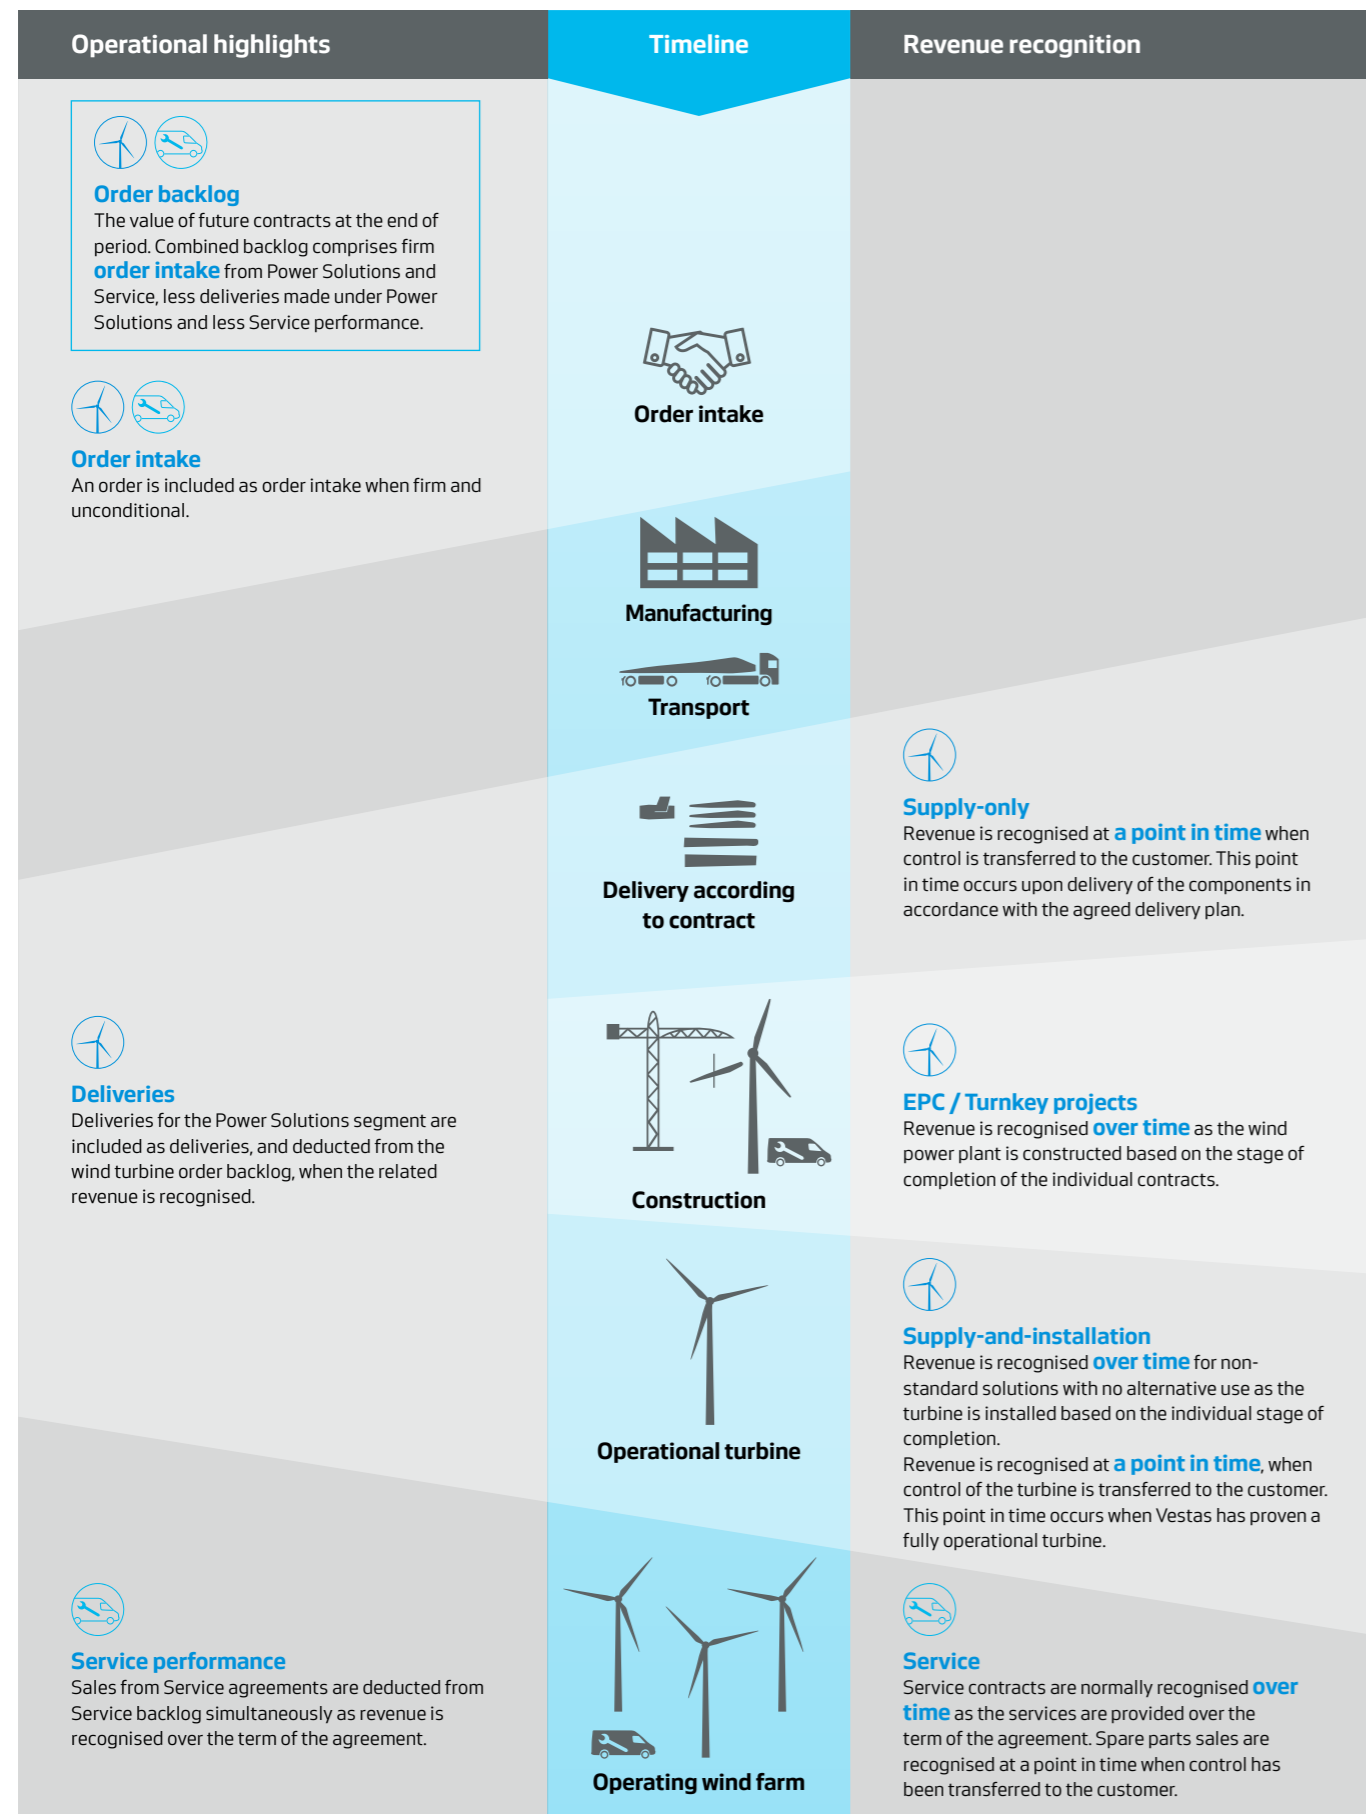 Operational highlights
Timeline
Revenue recognition
Order backlog
The value of future contracts at the end of
period. Combined backlog comprises firm
order intake from Power Solutions and
Service, less deliveries made under Power
Solutions and less Service performance.
Order intake
An order is included as order intake when firm and
unconditional.
Deliveries
Deliveries for the Power Solutions segment are
included as deliveries, and deducted from the
wind turbine order backlog, when the related
revenue is recognised.
Service performance
Sales from Service agreements are deducted from
Service backlog simultaneously as revenue is
recognised over the term of the agreement.
Order intake
Manufacturing
Transport
Delivery according
to contract
Construction
Operational turbine
Operating wind farm
Supply-only
Revenue is recognised at a point in time when
control is transferred to the customer. This point
in time occurs upon delivery of the components in
accordance with the agreed delivery plan.
EPC / Turnkey projects
Revenue is recognised over time as the wind
power plant is constructed based on the stage of
completion of the individual contracts.
Supply-and-installation
Revenue is recognised over time for non-
standard solutions with no alternative use as the
turbine is installed based on the individual stage of
completion.
Revenue is recognised at a point in time, when
control of the turbine is transferred to the customer.
This point in time occurs when Vestas has proven a
fully operational turbine.
Service
Service contracts are normally recognised over
time as the services are provided over the
term of the agreement. Spare parts sales are
recognised at a point in time when control has
been transferred to the customer.